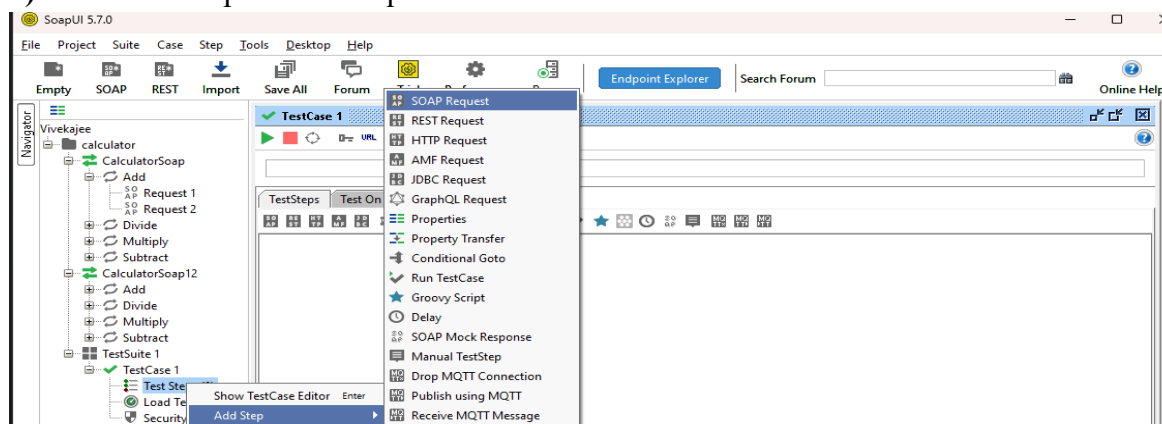 SoapUI 5.7.0
File Project Suite Case Step Tools Desktop Help
Empty SOAP REST Import Save All Forum
Endpoint Explorer
Search Forum
Online Help
Navigator
Vivekajee
calculator
CalculatorSoap
Add
Request 1
Request 2
Divide
Multiply
Subtract
CalculatorSoap12
Add
Divide
Multiply
Subtract
TestSuite 1
TestCase 1
Test Ste
Load Te
Security
TestCase 1
URL
TestSteps Test On
SOAP Request
REST Request
HTTP Request
AMF Request
JDBC Request
GraphQL Request
Properties
Property Transfer
Conditional Goto
Run TestCase
Groovy Script
Delay
SOAP Mock Response
Manual TestStep
Drop MQTT Connection
Publish using MQTT
Receive MQTT Message
Show TestCase Editor Enter
Add Step